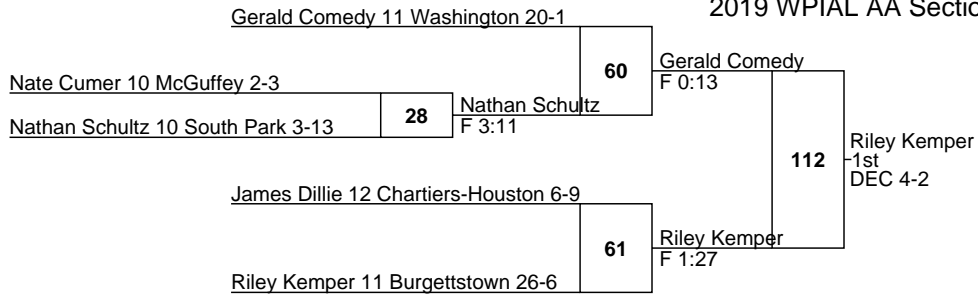 2019 WPIAL AA Sectio
Gerald Comedy 11 Washington 20-1
60
Gerald Comedy
F 0:13
Nate Cumer 10 McGuffey 2-3
28
Nathan Schultz
F 3:11
Nathan Schultz 10 South Park 3-13
112
Riley Kemper
1st
DEC 4-2
James Dillie 12 Chartiers-Houston 6-9
61
Riley Kemper
F 1:27
Riley Kemper 11 Burgettstown 26-6